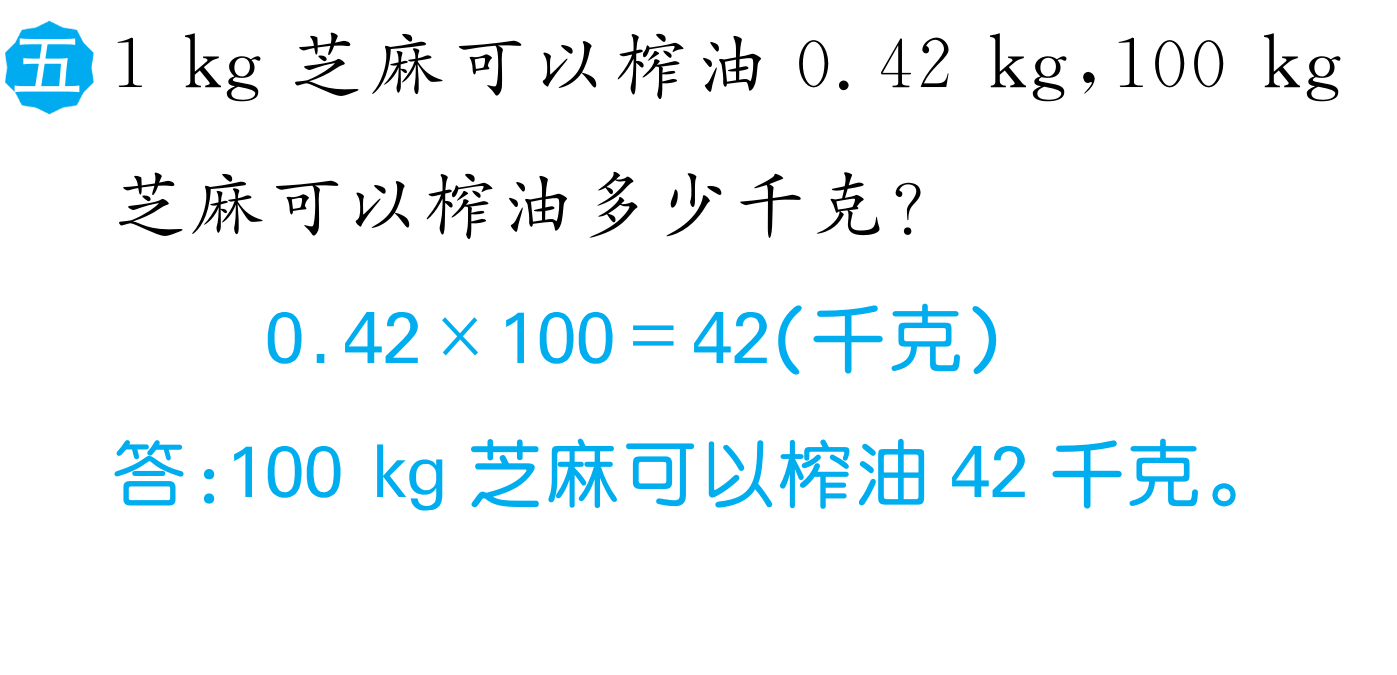 五 1 kg 芝麻可以榨油 0.42 kg,100 kg
芝麻可以榨油多少千克?
0.42×100=42(千克)
答:100 kg 芝麻可以榨油 42 千克。